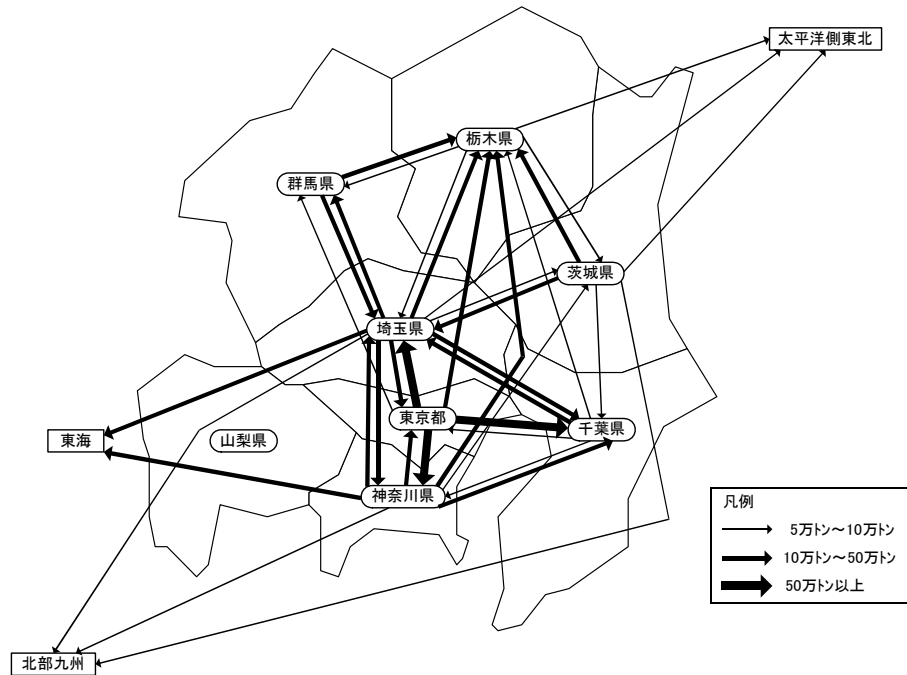 太平洋側東北
栃木県
群馬県
茨城県
埼玉県
東京都
千葉県
東海
山梨県
神奈川県
凡例
5万トン～10万トン
10万トン～50万トン
50万トン以上
北部九州